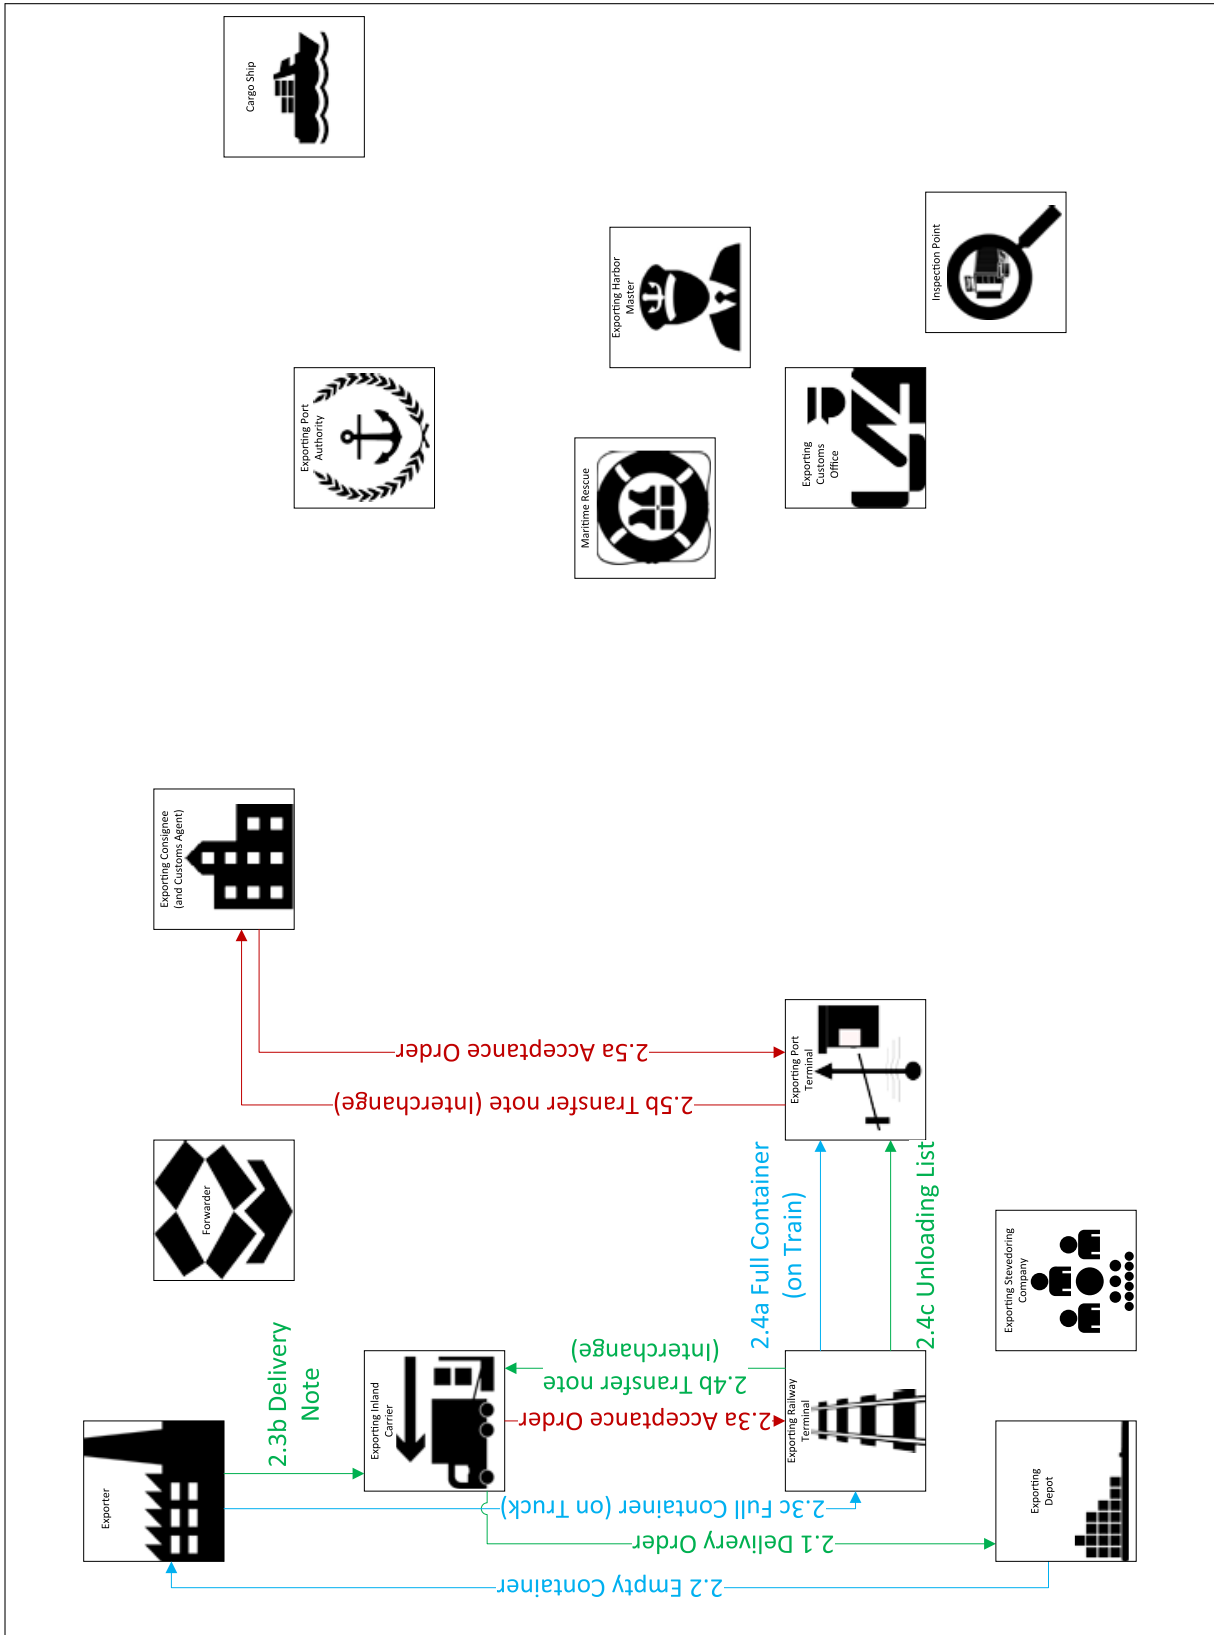 Cargo Ship
Exporting Port
Authority
Exporting Harbor
Master
Inspection Point
Maritime Rescue
Exporting
Customs
Office
Exporting Consignee
(and Customs Agent)
2.5a Acceptance Order
2.5b Transfer note (Interchange)
Exporting Port
Terminal
Forwarder
2.4a Full Container
(on Train)
2.4c Unloading List
Exporting Stevedoring
Company
2.3b Delivery
Note
2.4b Transfer note
(Interchange)
Exporting Inland
Carrier
2.3a Acceptance Order
Exporting Railway
Terminal
Exporter
2.3c Full Container (on Truck)
2.1 Delivery Order
Exporting
Depot
2.2 Empty Container